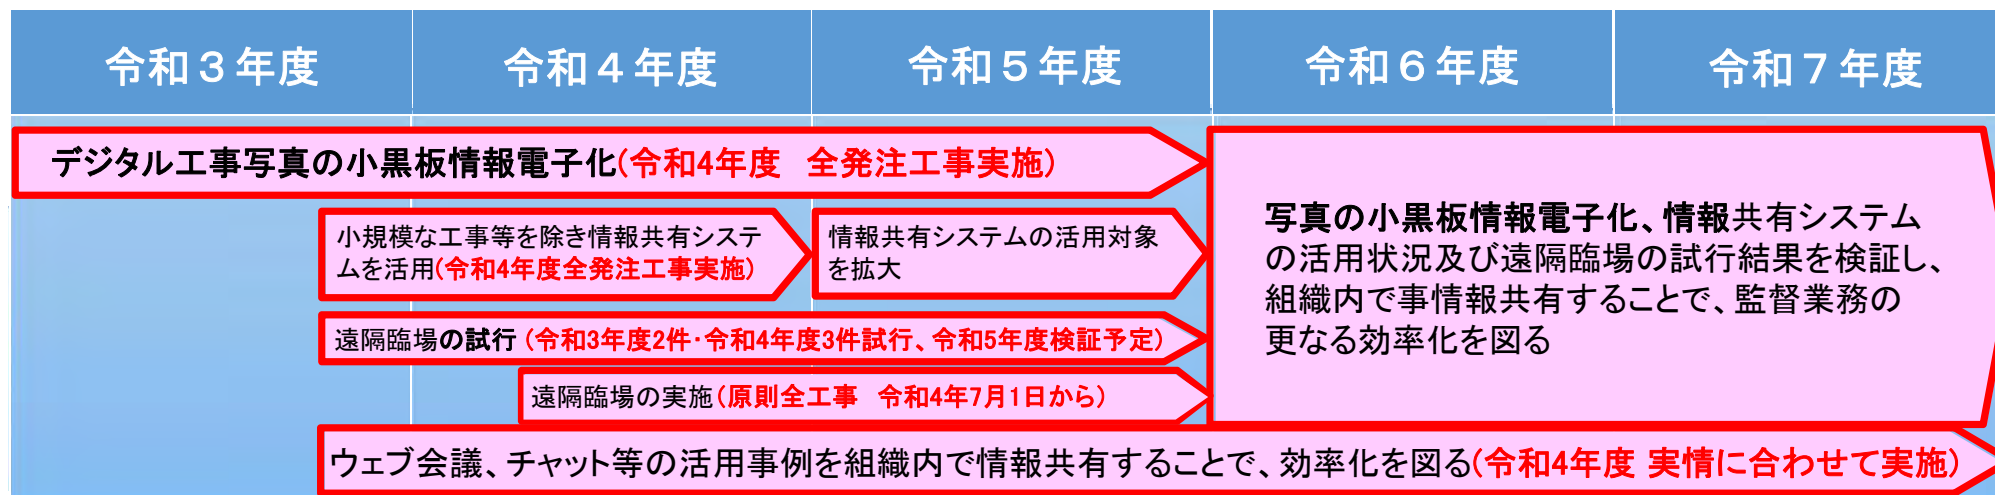 令和３年度
令和４年度
令和５年度
令和６年度
令和７年度
デジタル工事写真の小黒板情報電子化(令和4年度　全発注工事実施)
小規模な工事等を除き情報共有システ
ムを活用(令和4年度全発注工事実施)
情報共有システムの活用対象
を拡大
遠隔臨場の試行(令和3年度2件･令和4年度3件試行、令和5年度検証予定)
遠隔臨場の実施(原則全工事　令和4年7月1日から)
写真の小黒板情報電子化、情報共有システム
の活用状況及び遠隔臨場の試行結果を検証し、
組織内で事情報共有することで、監督業務の
更なる効率化を図る
ウェブ会議、チャット等の活用事例を組織内で情報共有することで、効率化を図る(令和4年度 実情に合わせて実施)